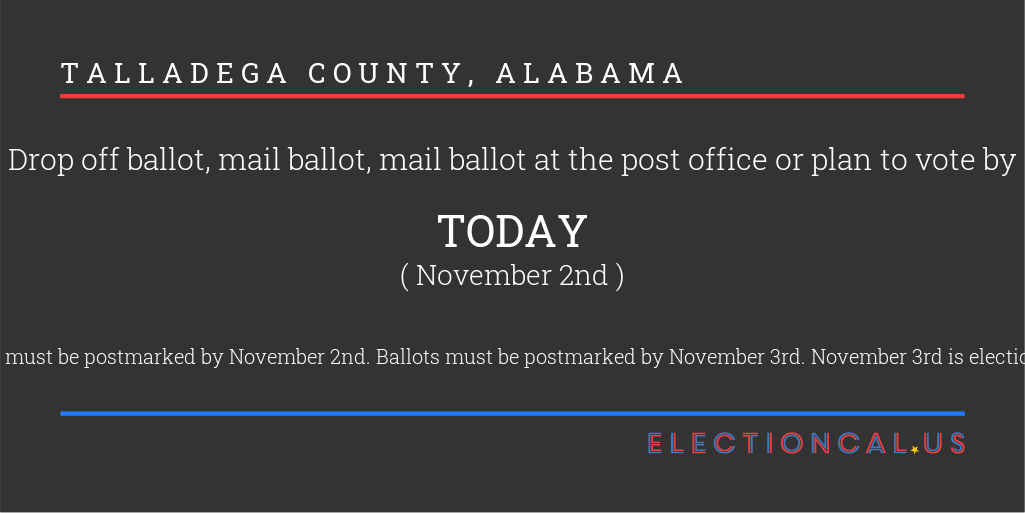 TALLADEGA COUNTY, ALABAMA
Drop off ballot, mail ballot, mail ballot at the post office or plan to vote by
TODAY
( November 2nd )
must be postmarked by November 2nd. Ballots must be postmarked by November 3rd. November 3rd is electio
ELECTIONCAL.US